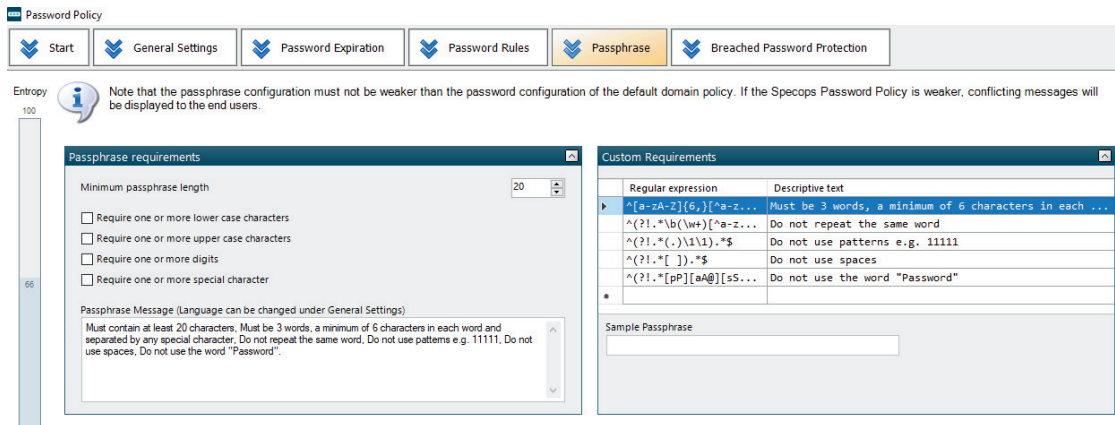 Password Policy
Start
General Settings
Password Expiration
Password Rules
Passphrase
Breached Password Protection
Entropy
100
Note that the passphrase configuration must not be weaker than the password configuration of the default domain policy. If the Specops Password Policy is weaker, conflicting messages will
be displayed to the end users.
Passphrase requirements
Minimum passphrase length
20
Require one or more lower case characters
Require one or more upper case characters
Require one or more digits
Require one or more special character
66
Passphrase Message (Language can be changed under General Settings)
Must contain at least 20 characters, Must be 3 words, a minimum of 6 characters in each word and
separated by any special character, Do not repeat the same word, Do not use patterns e.g. 11111, Do not
use spaces, Do not use the word "Password".
Custom Requirements
Regular expression Descriptive text
^[a-zA-Z]{6,}[^a-z... Must be 3 words, a minimum of 6 characters in each ...
^(?!.*\b(\w+)[^a-z... Do not repeat the same word
^(?!.*(.)\1\1).*$ Do not use patterns e.g. 11111
^(?!.*[ ]).*$ Do not use spaces
^(?!.*[pP][aA@][sS... Do not use the word "Password"
Sample Passphrase